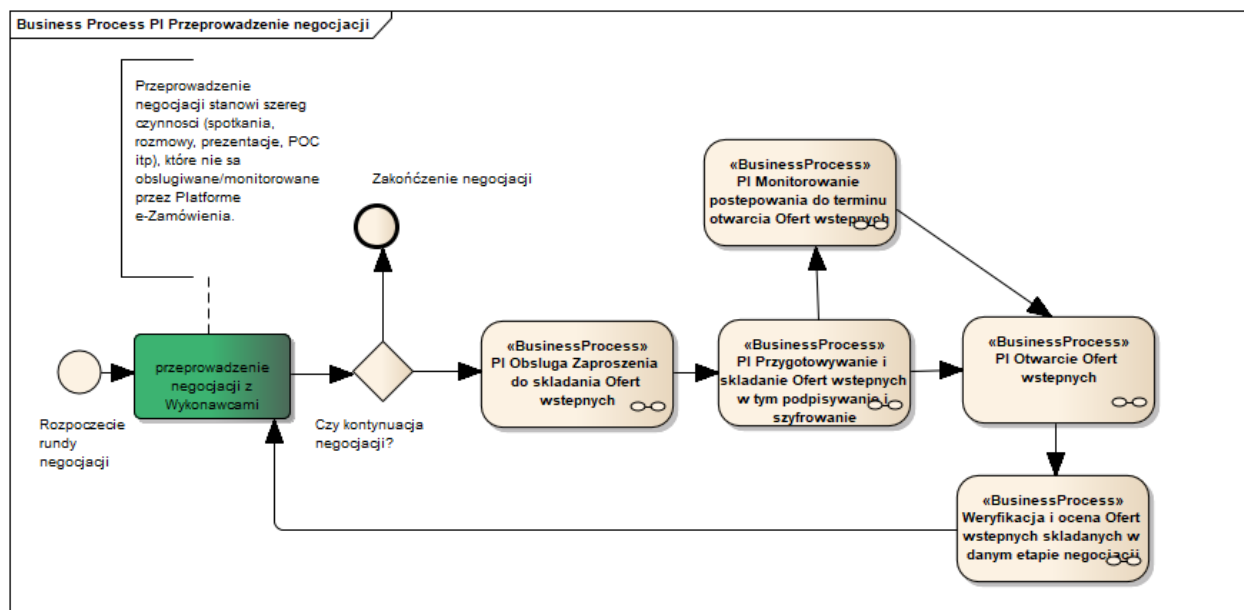 Business Process PI Przeprowadzenie negocjacji
Przeprowadzenie
negocjacji stanowi szereg
czynnosci (spotkania,
rozmowy, prezentacje, POC
itp), które nie sa
obslugiwane/monitorowane
przez Platforme
e-Zamówienia.
Zakońćzenie negocjacji
«BusinessProcess»
PI Monitorowanie
postepowania do terminu
otwarcia Ofert wstepnych
przeprowadzenie
negocjacji z
Wykonawcami
Rozpoczecie
rundy
negocjacji
Czy kontynuacja
negocjacji?
«BusinessProcess»
PI Obsluga Zaproszenia
do skladania Ofert
wstepnych
«BusinessProcess»
PI Przygotowywanie i
skladanie Ofert wstepnych
w tym podpisywanie i
szyfrowanie
«BusinessProcess»
PI Otwarcie Ofert
wstepnych
«BusinessProcess»
Weryfikacja i ocena Ofert
wstepnych skladanych w
danym etapie negocjacji